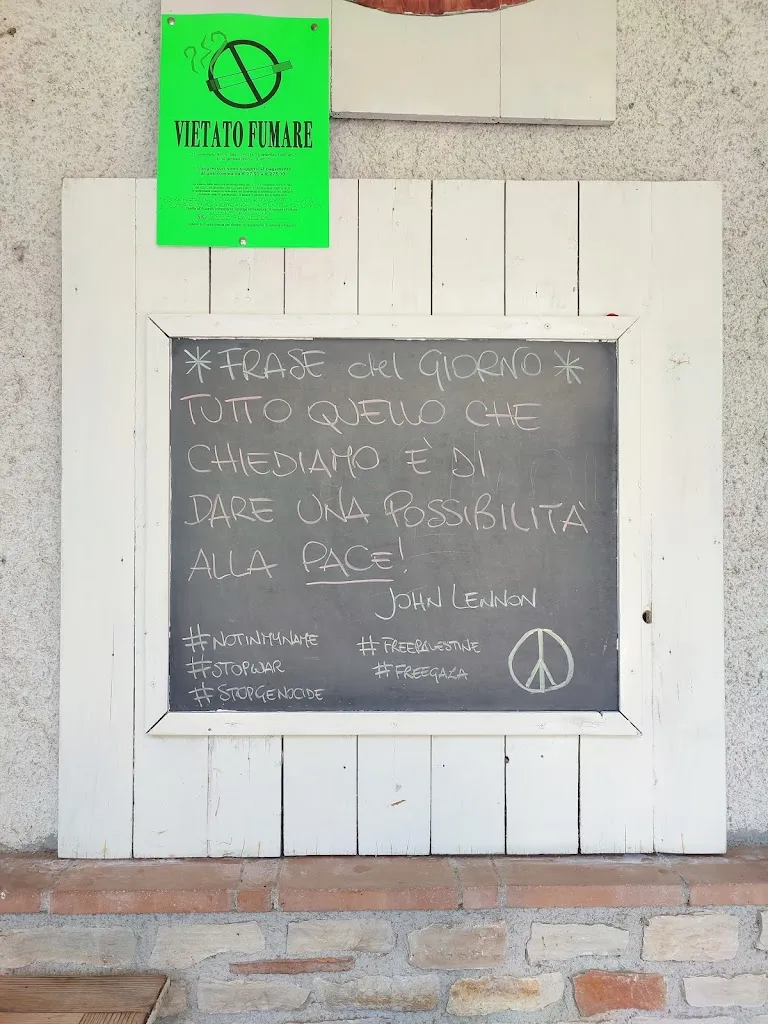 VIETATO FUMARE
* FRASE del GIORNO *
TUTTO QUELLO CHE
CHIEDIAMO È DI
DARE UNA POSSIBILITÀ
ALLA PACE!
JOHN LENNON
#NOTINMYNAME
#STOPWAR
#STOPGENOCIDE
#FREEPALESTINE
#FREEGAZA